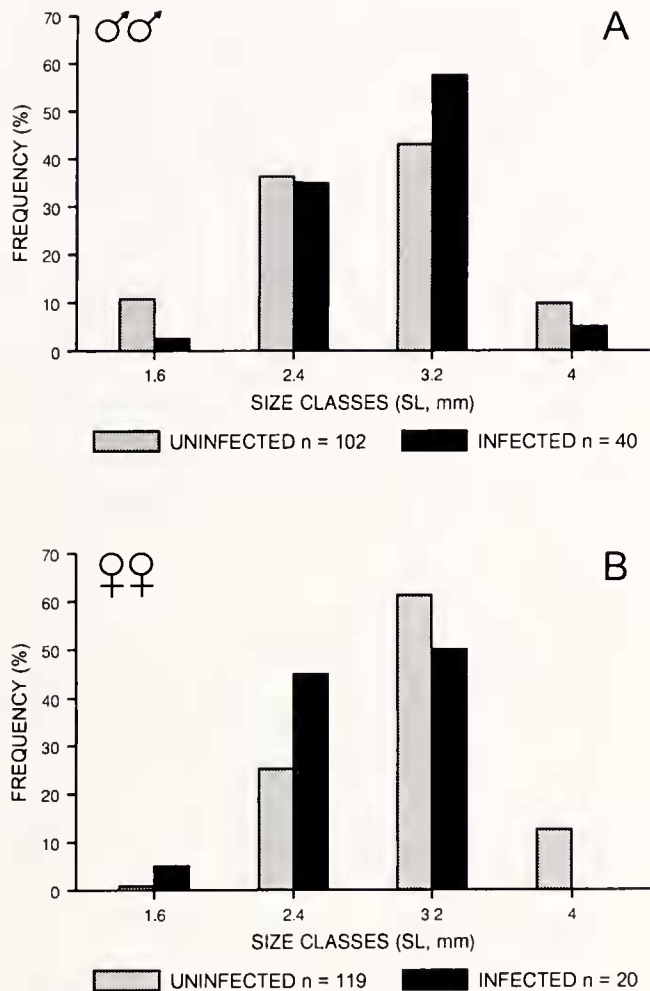 A
70
60
50
40
30
20
10
0
FREQUENCY (%)
1.6 2.4 3.2 4
SIZE CLASSES (SL, mm)
UNINFECTED n = 102 INFECTED n = 40
B
70
60
50
40
30
20
10
0
FREQUENCY (%)
1.6 2.4 3 2 4
SIZE CLASSES (SL, mm)
UNINFECTED n = 119 INFECTED n = 20